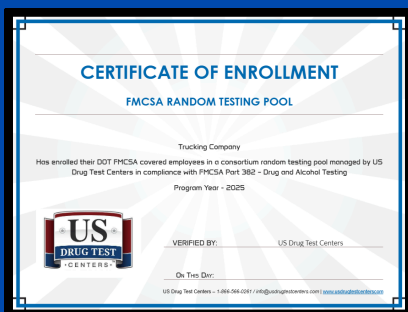 CERTIFICATE OF ENROLLMENT
FMCSA RANDOM TESTING POOL
Trucking Company
Has enrolled their DOT FMCSA covered employees in a consortium random testing pool managed by US
Drug Test Centers in compliance with FMCSA Part 382 - Drug and Alcohol Testing
Program Year - 2025
US
DRUG TEST
• CENTERS •
VERIFIED BY: US Drug Test Centers
ON THIS DAY:
US Drug Test Centers – 1-866-566-0261 / info@usdrugtestcenters.com | www.usdrugtestcenters.com